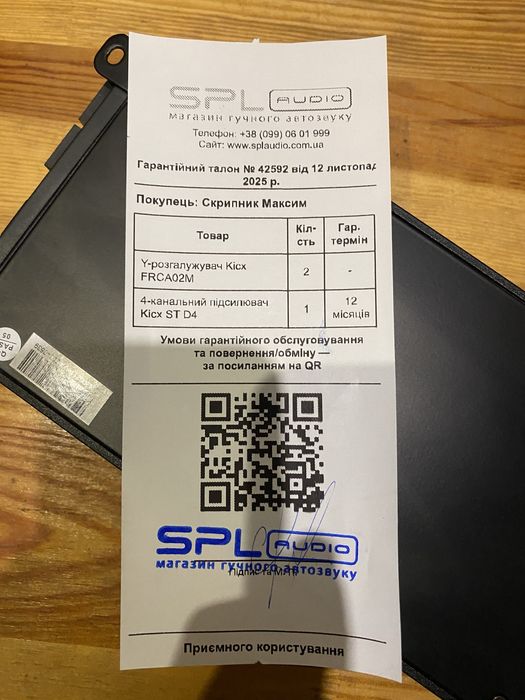 SPL AUDIO
магазин гучного автозвуку
Телефон: +38 (099) 06 01 999
Сайт: www.splaudio.com.ua
Гарантійний талон № 42592 від 12 листопад
2025 р.
Покупець: Скрипник Максим
Товар
Кіл-
сть
Гар.
термін
Y-розгалужувач Kicx
FRCA02M
2
-
4-канальний підсилювач
Kicx ST D4
1
12
місяців
Умови гарантійного обслуговування
та повернення/обміну —
за посиланням на QR
SPL AUDIO
магазин гучного автозвуку
Приємного користування